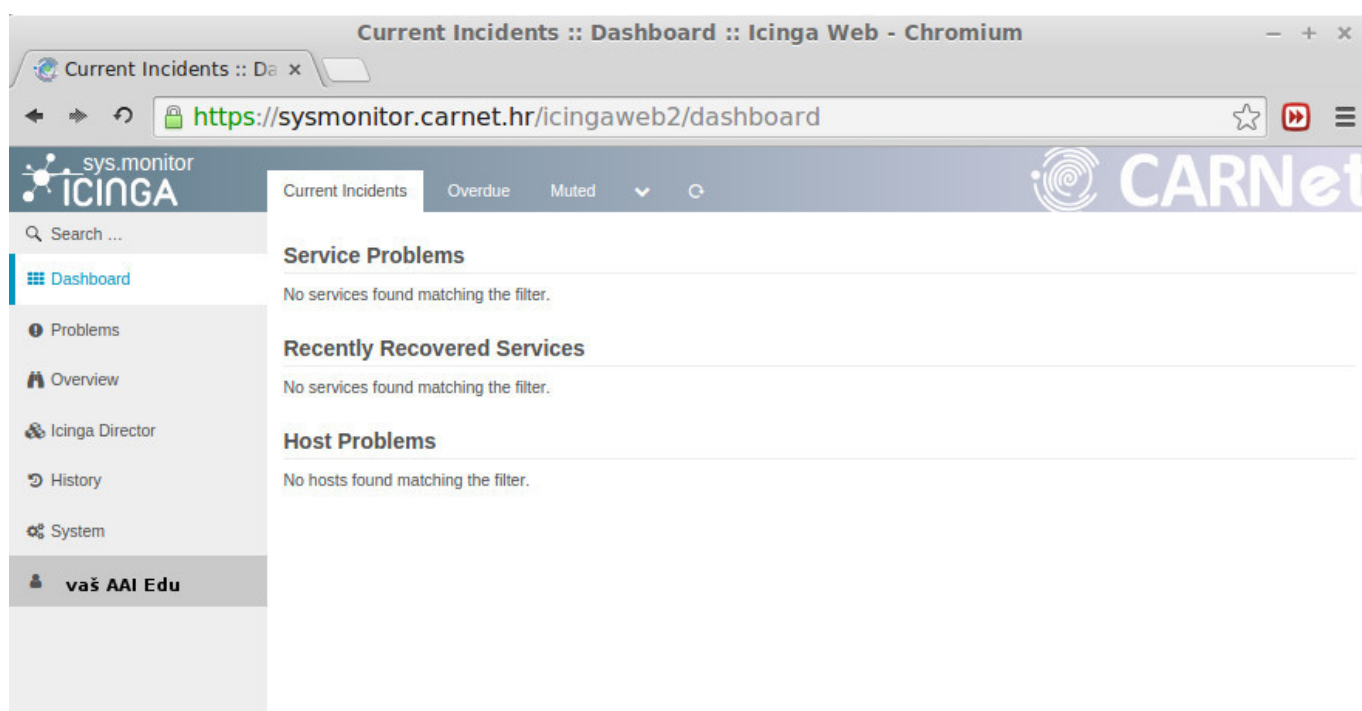 Current Incidents :: Dashboard :: Icinga Web - Chromium
Current Incidents :: Da
https://sysmonitor.carnet.hr/icingaweb2/dashboard
sys.monitor
ICINGA
Current Incidents Overdue Muted
CARNet
Search ...
Dashboard
Problems
Overview
Icinga Director
History
System
vaš AAI Edu
Service Problems
No services found matching the filter.
Recently Recovered Services
No services found matching the filter.
Host Problems
No hosts found matching the filter.